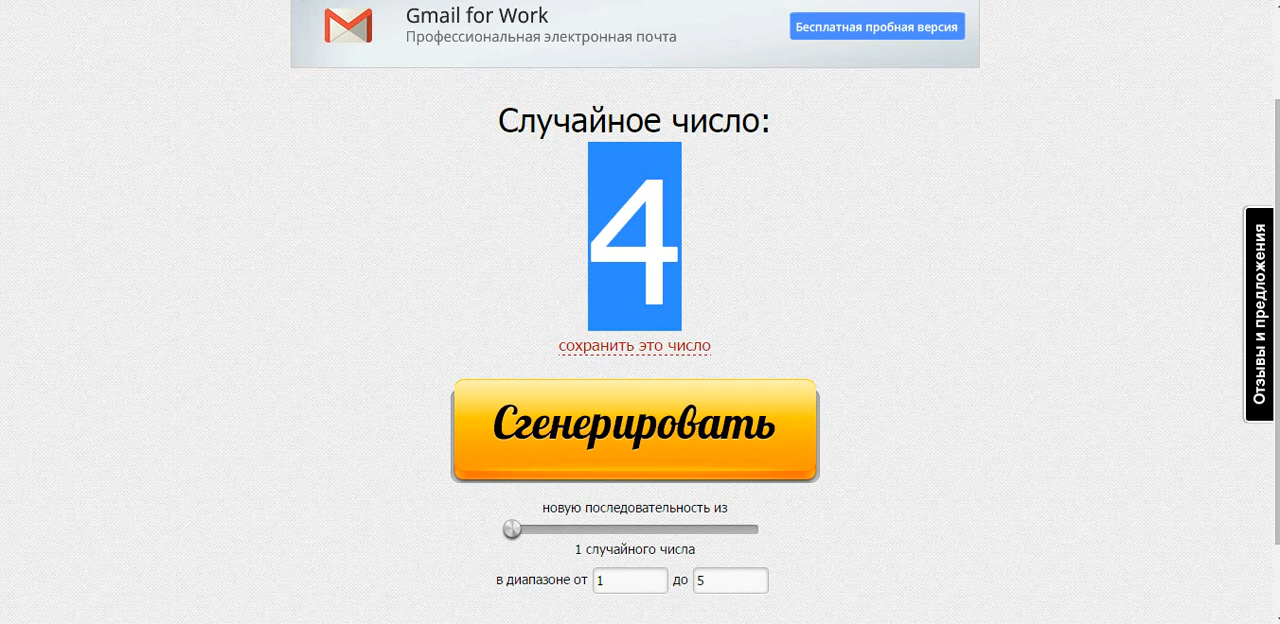 Gmail for Work
Профессиональная электронная почта
Бесплатная пробная версия
Случайное число:
4
сохранить это число
Сгенерировать
новую последовательность из
1 случайного числа
в диапазоне от 1 до 5
Отзывы и предложения